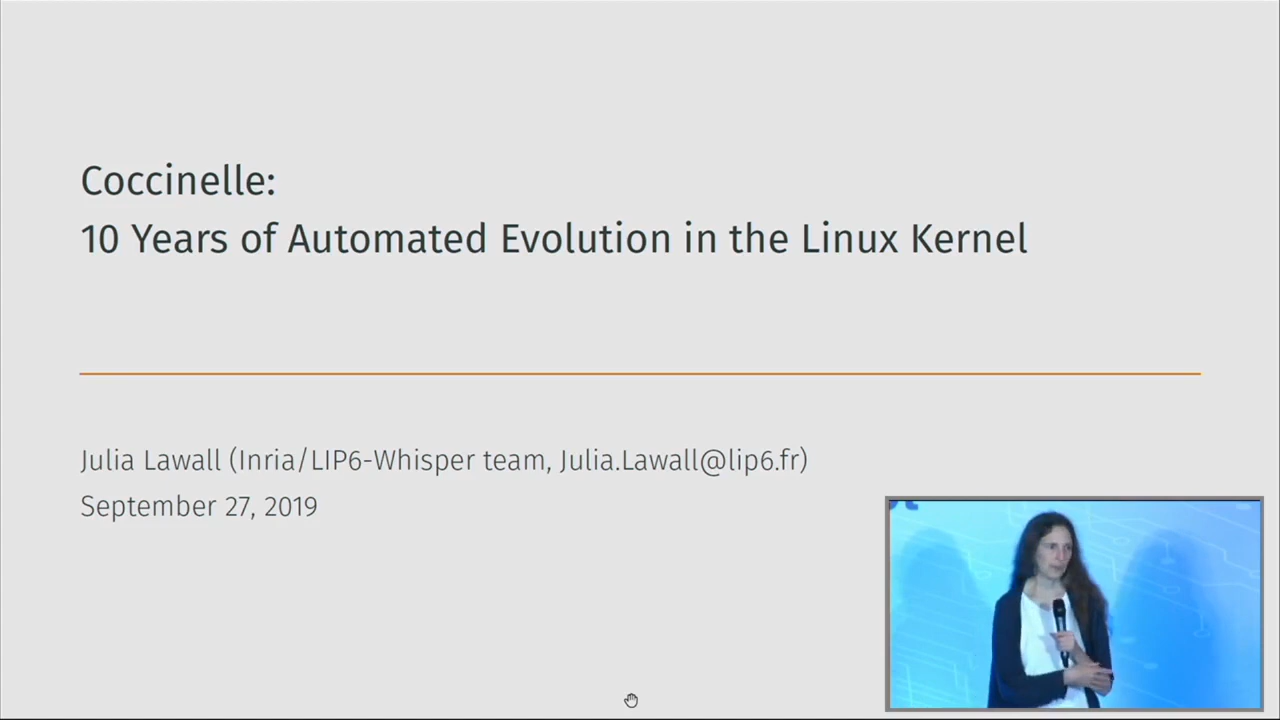 Coccinelle:
10 Years of Automated Evolution in the Linux Kernel
Julia Lawall (Inria/LIP6-Whisper team, Julia.Lawall@lip6.fr)
September 27, 2019